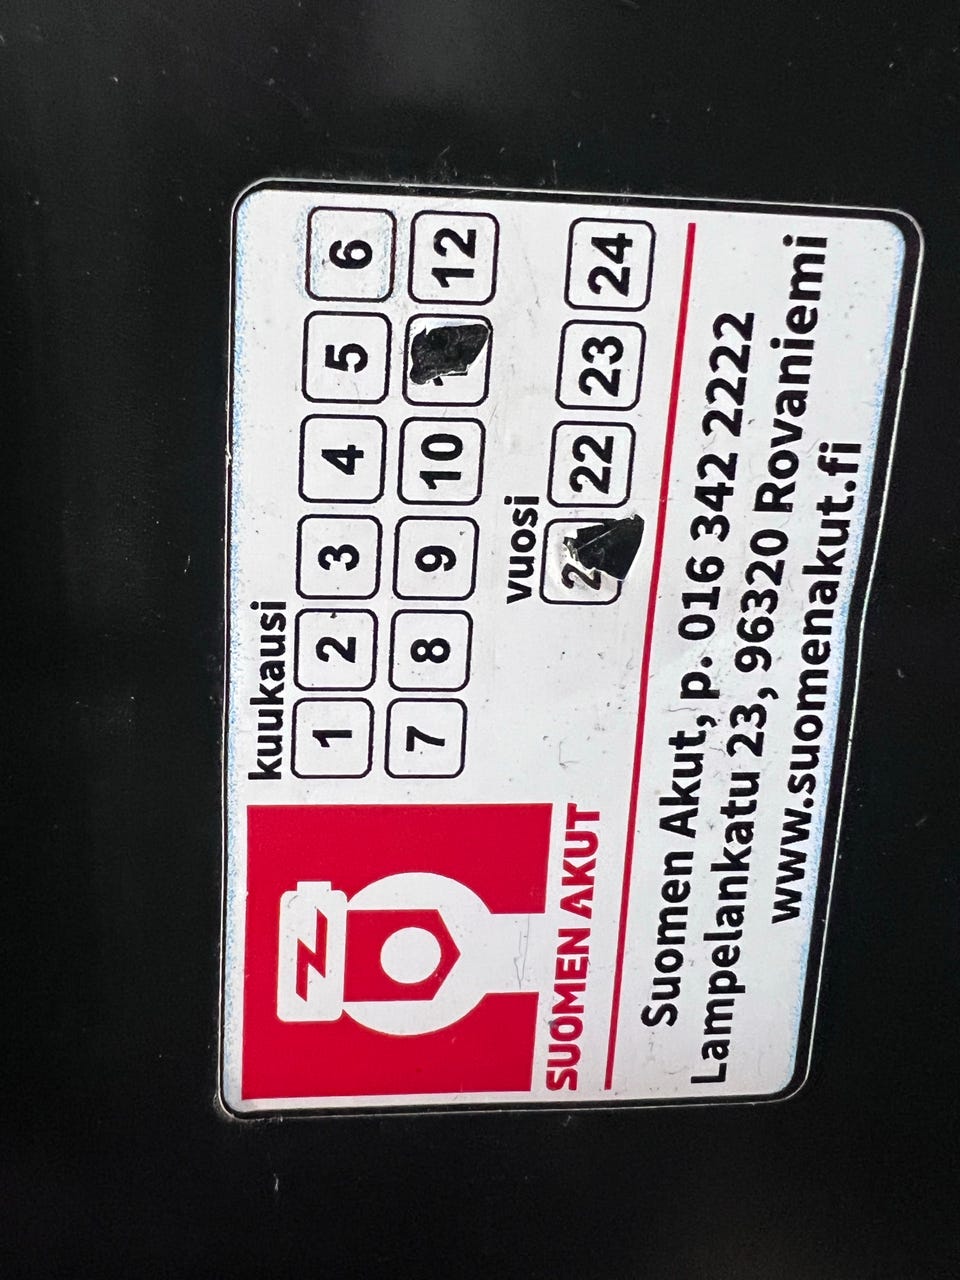 kuukausi
1 2 3 4 5 6
7 8 9 10 12
vuosi
22 23 24
SUOMEN AKUT
Suomen Akut, p. 016 342 2222
Lampelankatu 23, 96320 Rovaniemi
www.suomenakut.fi